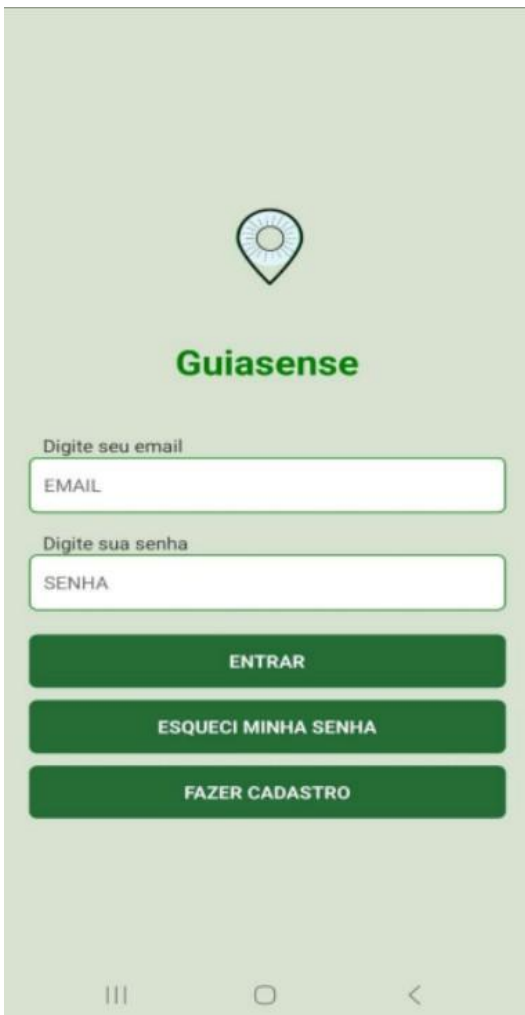 Guiasense
Digite seu email
EMAIL
Digite sua senha
SENHA
ENTRAR
ESQUECI MINHA SENHA
FAZER CADASTRO